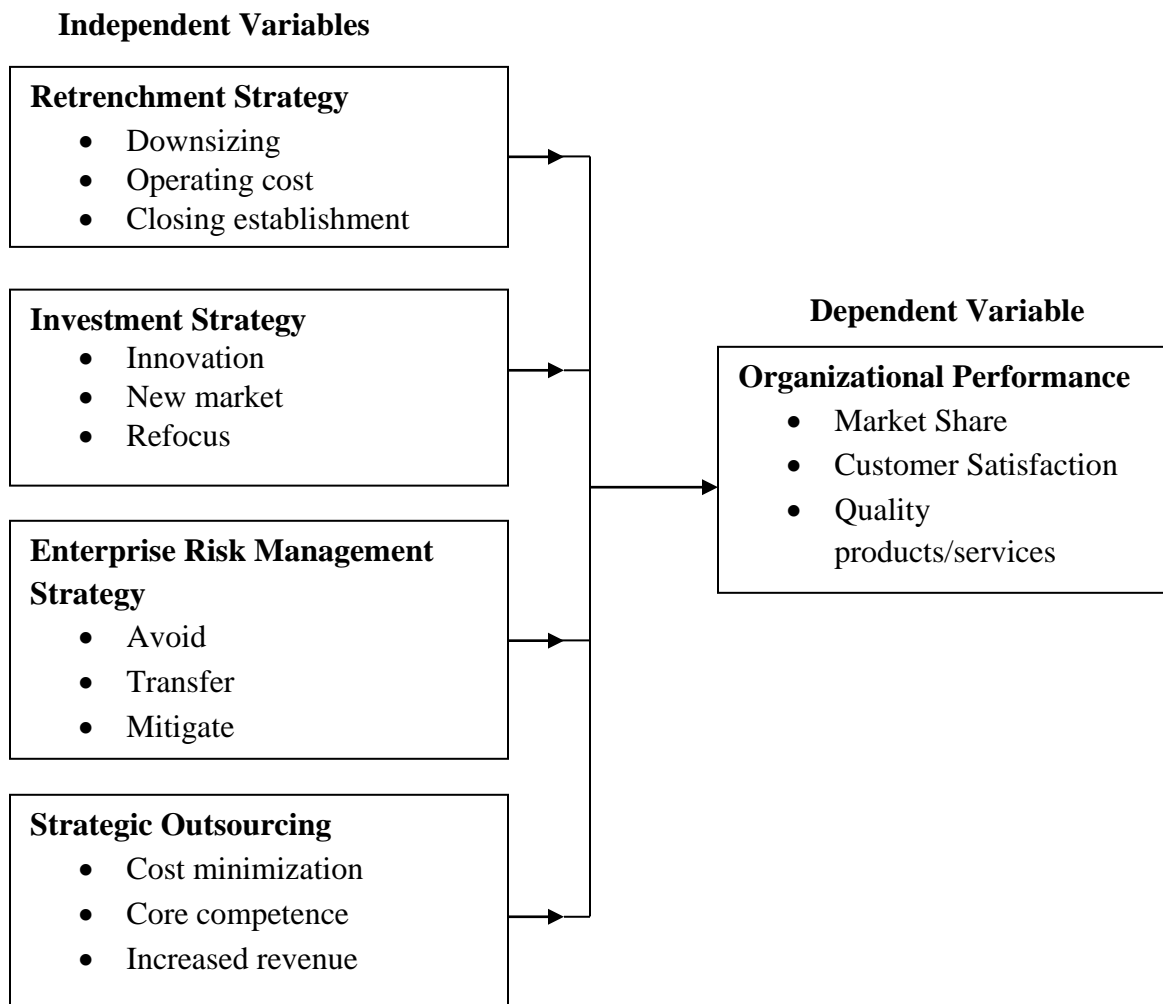 Independent Variables
Retrenchment Strategy
• Downsizing
• Operating cost
• Closing establishment
Investment Strategy
• Innovation
• New market
• Refocus
Enterprise Risk Management
Strategy
• Avoid
• Transfer
• Mitigate
Strategic Outsourcing
• Cost minimization
• Core competence
• Increased revenue
Dependent Variable
Organizational Performance
• Market Share
• Customer Satisfaction
• Quality
products/services